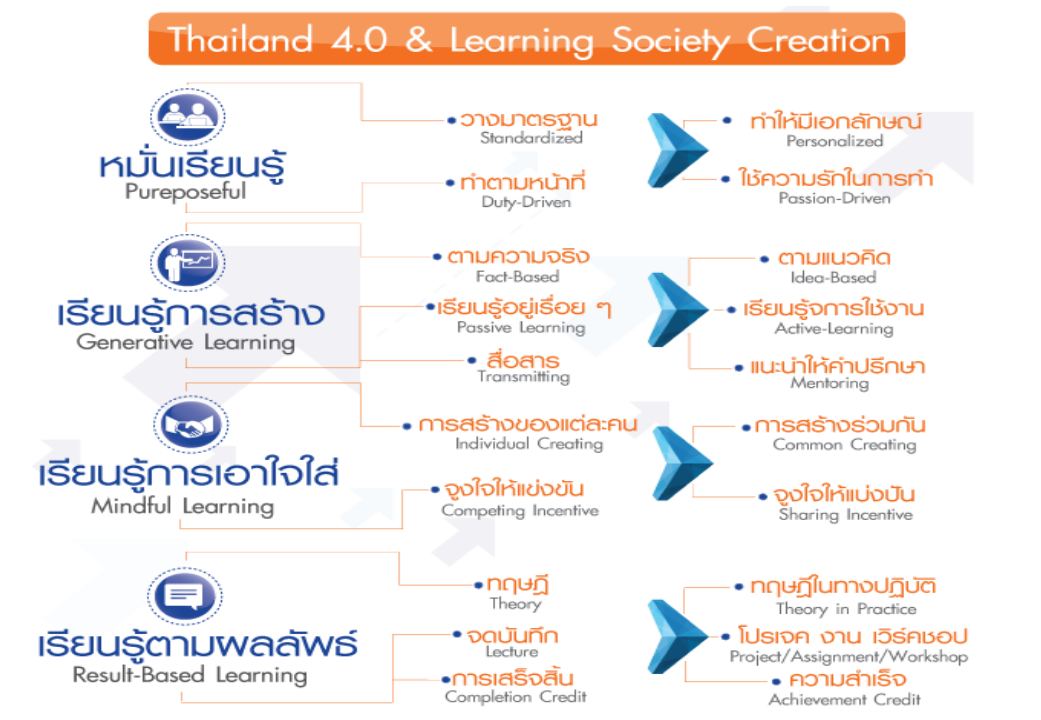 Thailand 4.0 & Learning Society Creation
หมั่นเรียนรู้
Pureposeful
• วางมาตรฐาน
Standardized
• ทำตามหน้าที่
Duty-Driven
• ทำให้มีเอกลักษณ์
Personalized
• ใช้ความรักในการทำ
Passion-Driven
เรียนรู้การสร้าง
Generative Learning
• ตามความจริง
Fact-Based
•เรียนรู้อยู่เรื่อย ๆ
Passive Learning
• สื่อสาร
Transmitting
• ตามแนวคิด
Idea-Based
• เรียนรู้จการใช้งาน
Active-Learning
• แนะนำให้คำปรึกษา
Mentoring
เรียนรู้การเอาใจใส่
Mindful Learning
• การสร้างของแต่ละคน
Individual Creating
• จูงใจให้แข่งขัน
Competing Incentive
•การสร้างร่วมกัน
Common Creating
• จูงใจให้แบ่งปัน
Sharing Incentive
เรียนรู้ตามผลลัพธ์
Result-Based Learning
•ทฤษฎี
Theory
• จดบันทึก
Lecture
•การเสร็จสิ้น
Completion Credit
• ทฤษฎีในทางปฏิบัติ
Theory in Practice
• โปรเจค งาน เวิร์คชอป
Project/Assignment/Workshop
• ความสำเร็จ
Achievement Credit